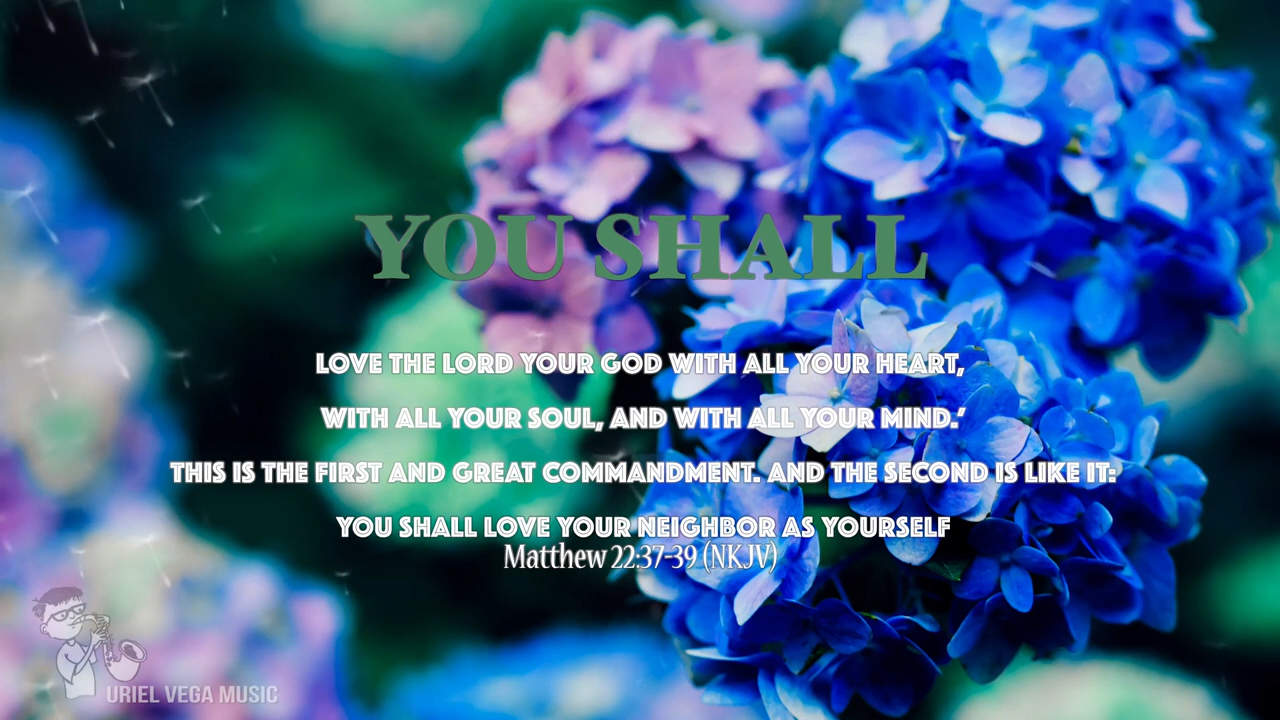 YOU SHALL
LOVE THE LORD YOUR GOD WITH ALL YOUR HEART,
WITH ALL YOUR SOUL, AND WITH ALL YOUR MIND.’
THIS IS THE FIRST AND GREAT COMMANDMENT. AND THE SECOND IS LIKE IT:
YOU SHALL LOVE YOUR NEIGHBOR AS YOURSELF
Matthew 22:37-39 (NKJV)
URIEL VEGA MUSIC